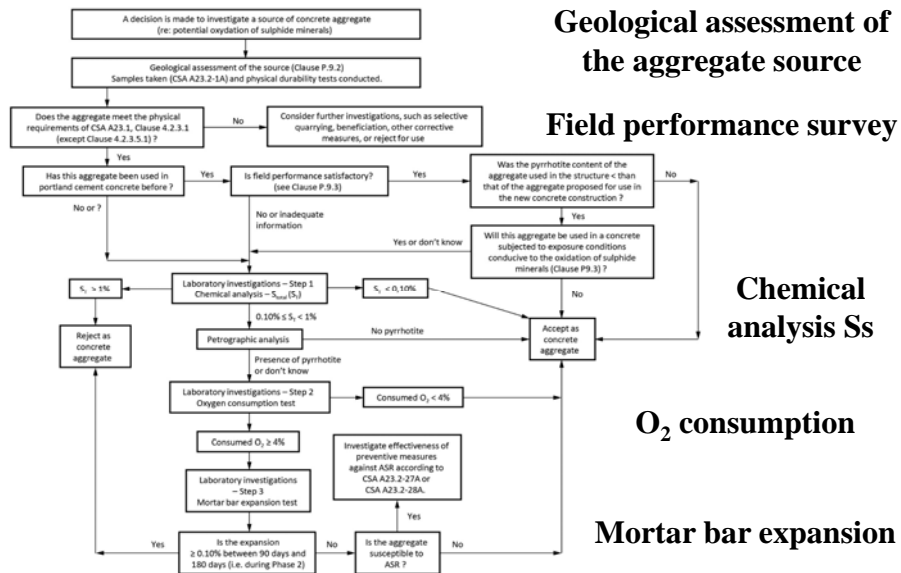 A decision is made to investigate a source of concrete aggregate
(re: potential oxydation of sulphide minerals)
Geological assessment of
the aggregate source
Geological assessment of the source (Clause P.9.2)
Samples taken (CSA A23.2-1A) and physical durability tests conducted.
Does the aggregate meet the physical
requirements of CSA A23.1, Clause 4.2.3.1
(except Clause 4.2.3.5.1) ?
No
Consider further investigations, such as selective
quarrying, beneficiation, other corrective
measures, or reject for use
Field performance survey
Yes
Has this aggregate been used in
portland cement concrete before ?
Yes
Is field performance satisfactory?
(see Clause P.9.3)
Yes
Was the pyrrhotite content of the
aggregate used in the structure < than
that of the aggregate proposed for use in
the new concrete construction ?
No
No or ?
No or inadequate
information
Yes
Yes or don't know
Will this aggregate be used in a concrete
subjected to exposure conditions
conducive to the oxidation of sulphide
minerals (Clause P9.3) ?
No
Laboratory investigations – Step 1
Chemical analysis – Stotal (ST)
ST > 1%
ST < 0,10%
Chemical
analysis Ss
0.10% ≤ ST < 1%
Reject as
concrete
aggregate
Petrographic analysis
No pyrrhotite
Accept as
concrete
aggregate
Presence of pyrrhotite
or don't know
Laboratory investigations – Step 2
Oxygen consumption test
Consumed O2 < 4%
O2 consumption
Consumed O2 ≥ 4%
Investigate effectiveness of
preventive measures
against ASR according to
CSA A23.2-27A or
CSA A23.2-28A.
Laboratory
investigations
– Step 3
Mortar bar expansion test
Yes
Mortar bar expansion
Yes
Is the expansion
≥ 0.10% between 90 days and
180 days (i.e. during Phase 2)
No
Is the aggregate
susceptible to
ASR ?
No